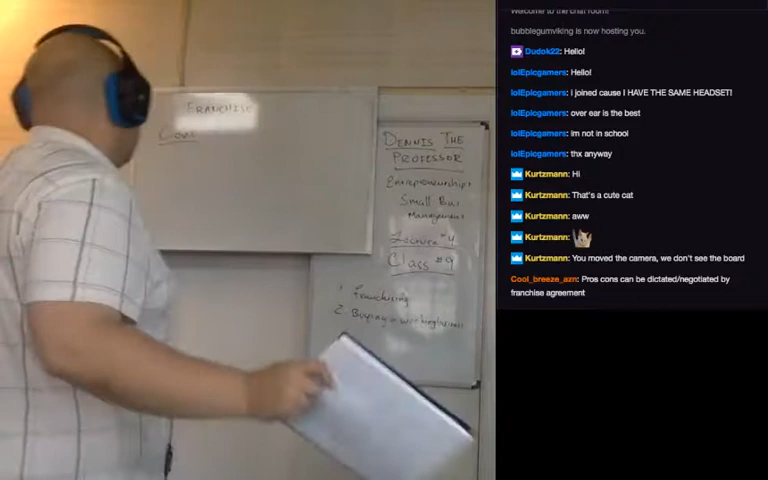 FRANCHISE
Cons
DENNIS THE
PROFESSOR
Entrepreneurship
Small Bus
Management
Lecture #4
Class #9
1. Franchising
2. Buying a
Welcome to the chat room!
bubblegumviking is now hosting you.
Dudok22: Hello!
lolEpicgamers: Hello!
lolEpicgamers: i joined cause I HAVE THE SAME HEADSET!
lolEpicgamers: over ear is the best
lolEpicgamers: im not in school
lolEpicgamers: thx anyway
Kurtzmann: Hi
Kurtzmann: That's a cute cat
Kurtzmann: aww
Kurtzmann:
Kurtzmann: You moved the camera, we don't see the board
Cool_breeze_azn: Pros cons can be dictated/negotiated by
franchise agreement